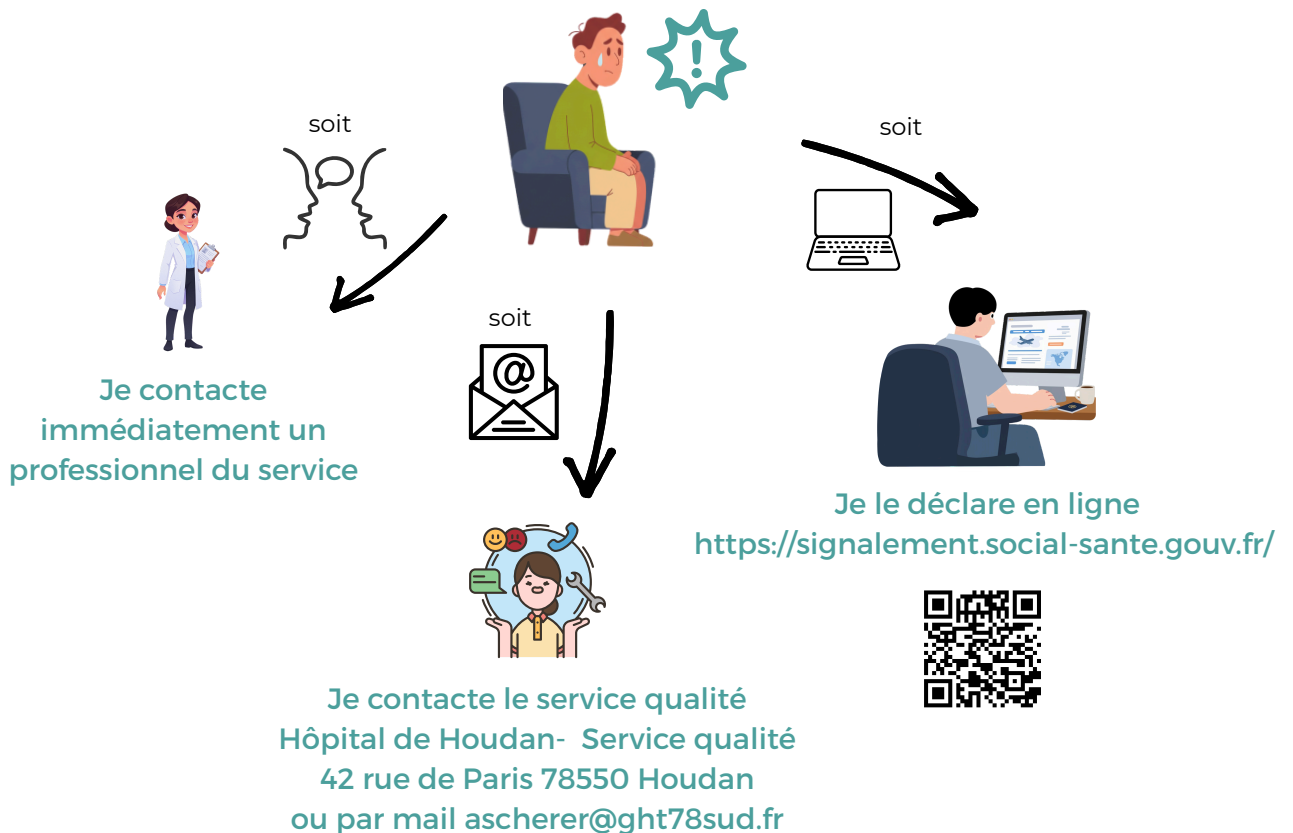 soit
Je contacte
immédiatement un
professionnel du service
soit
@
Je contacte le service qualité
Hôpital de Houdan- Service qualité
42 rue de Paris 78550 Houdan
ou par mail ascherer@ght78sud.fr
soit
Je le déclare en ligne
https://signalement.social-sante.gouv.fr/